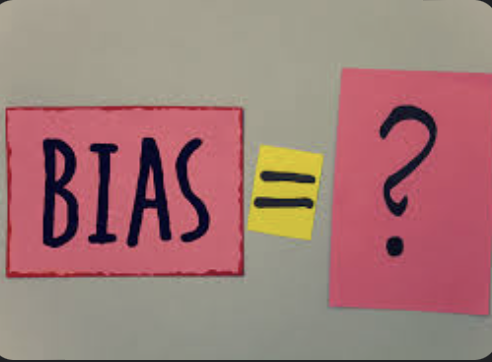 BIAS = ?